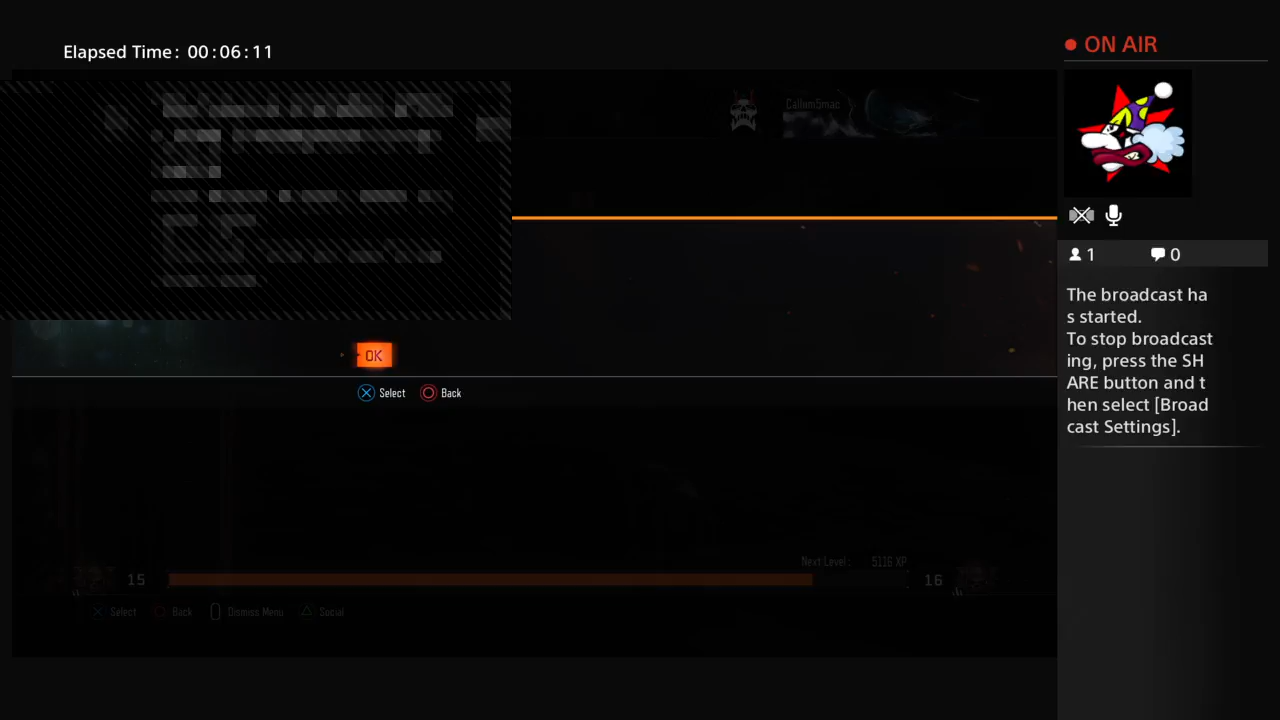 Elapsed Time: 00:06:11
ON AIR
Callum5mac
1
0
The broadcast ha
s started.
To stop broadcast
ing, press the SH
ARE button and t
hen select [Broad
cast Settings].
OK
Select
Back
Next Level: 5116 XP
15
16
Select
Back
Dismiss Menu
Social